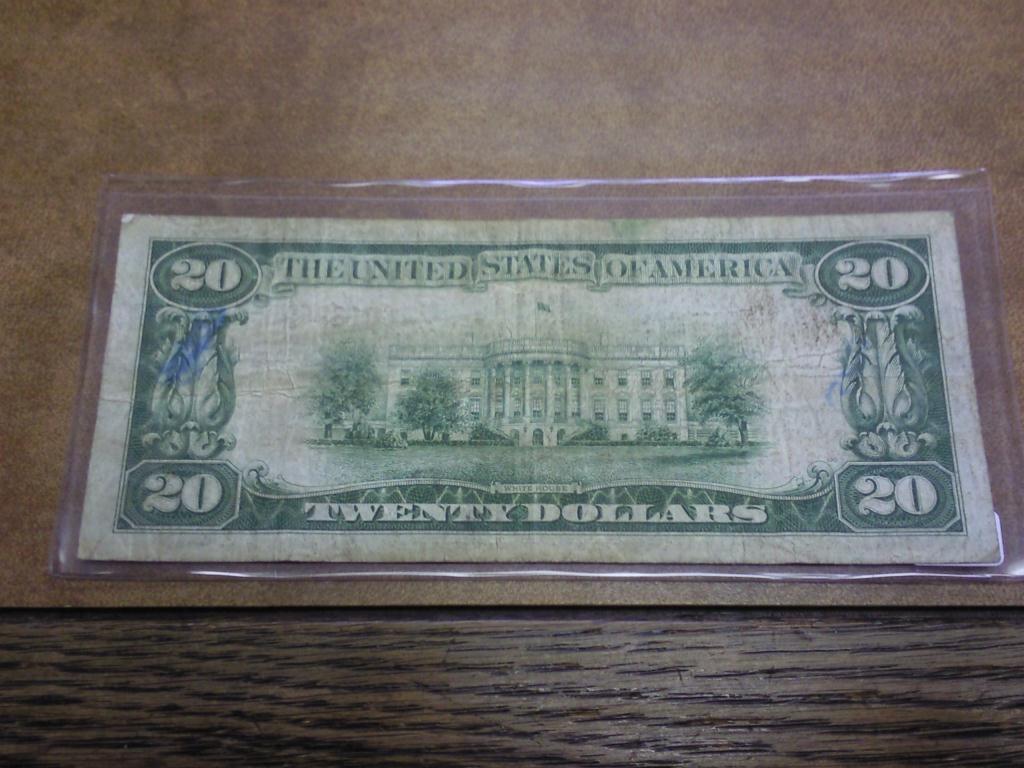 20 THE UNITED STATES OF AMERICA 20
WHITE HOUSE
20 TWENTY DOLLARS 20